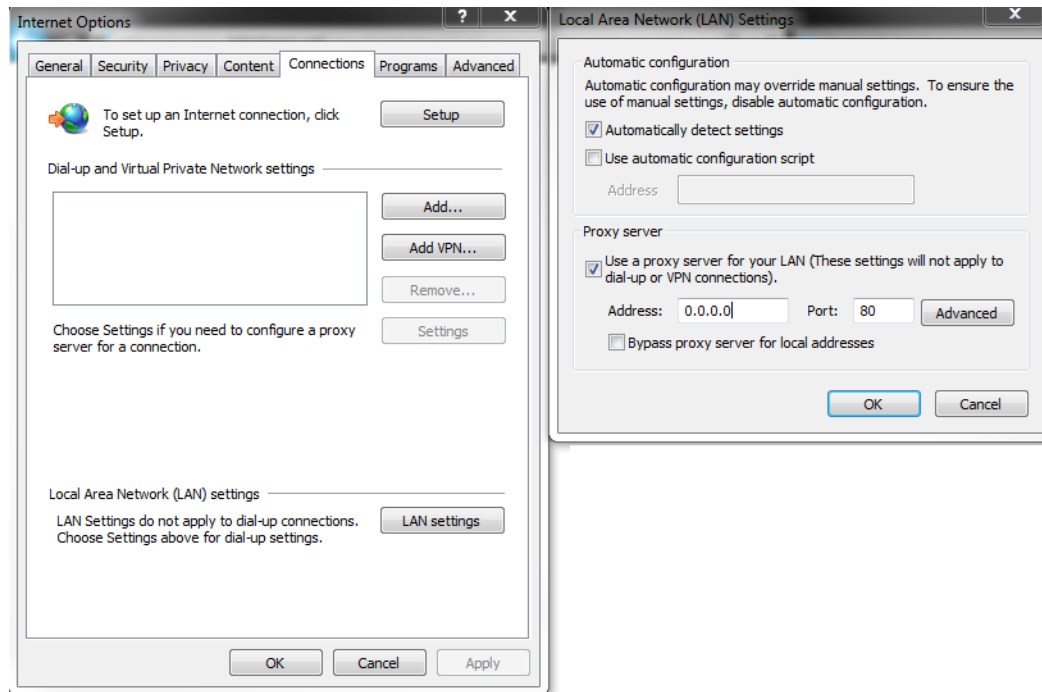 Internet Options
?
x
General Security Privacy Content Connections Programs Advanced
To set up an Internet connection, click
Setup.
Setup
Dial-up and Virtual Private Network settings
Add...
Add VPN...
Remove...
Choose Settings if you need to configure a proxy
server for a connection.
Settings
Local Area Network (LAN) settings
LAN Settings do not apply to dial-up connections.
Choose Settings above for dial-up settings.
LAN settings
OK Cancel Apply
Local Area Network (LAN) Settings
x
Automatic configuration
Automatic configuration may override manual settings. To ensure the
use of manual settings, disable automatic configuration.
Automatically detect settings
Use automatic configuration script
Address
Proxy server
Use a proxy server for your LAN (These settings will not apply to
dial-up or VPN connections).
Address: 0.0.0.0 Port: 80 Advanced
Bypass proxy server for local addresses
OK Cancel